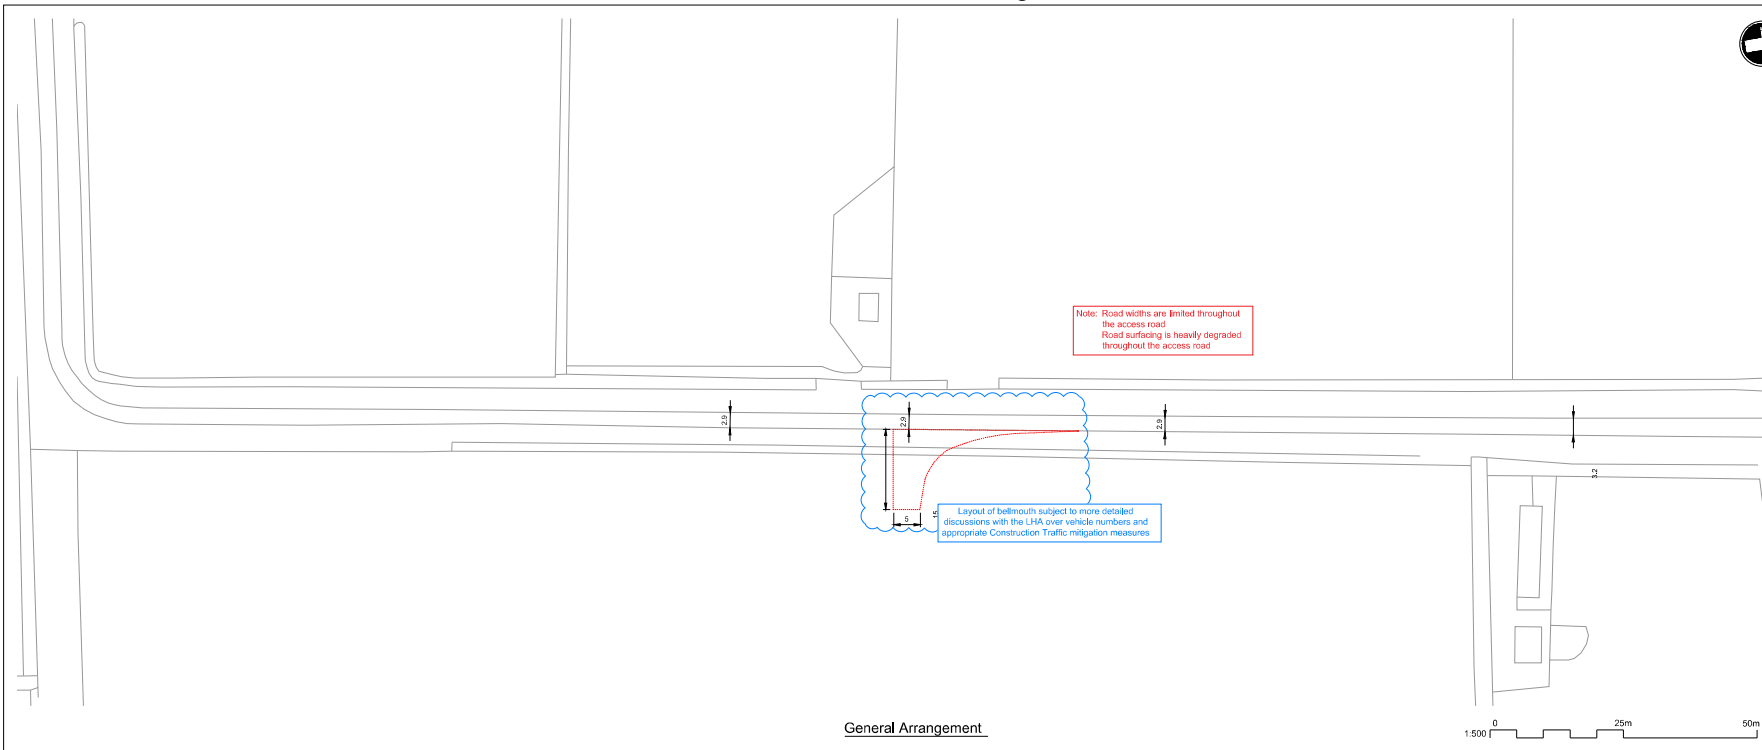 Note: Road widths are limited throughout
the access road
Road surfacing is heavily degraded
throughout the access road
2.9
2.9
2.9
3.2
5
15
Layout of bellmouth subject to more detailed
discussions with the LHA over vehicle numbers and
appropriate Construction Traffic mitigation measures
General Arrangement
1:500
0
25m
50m